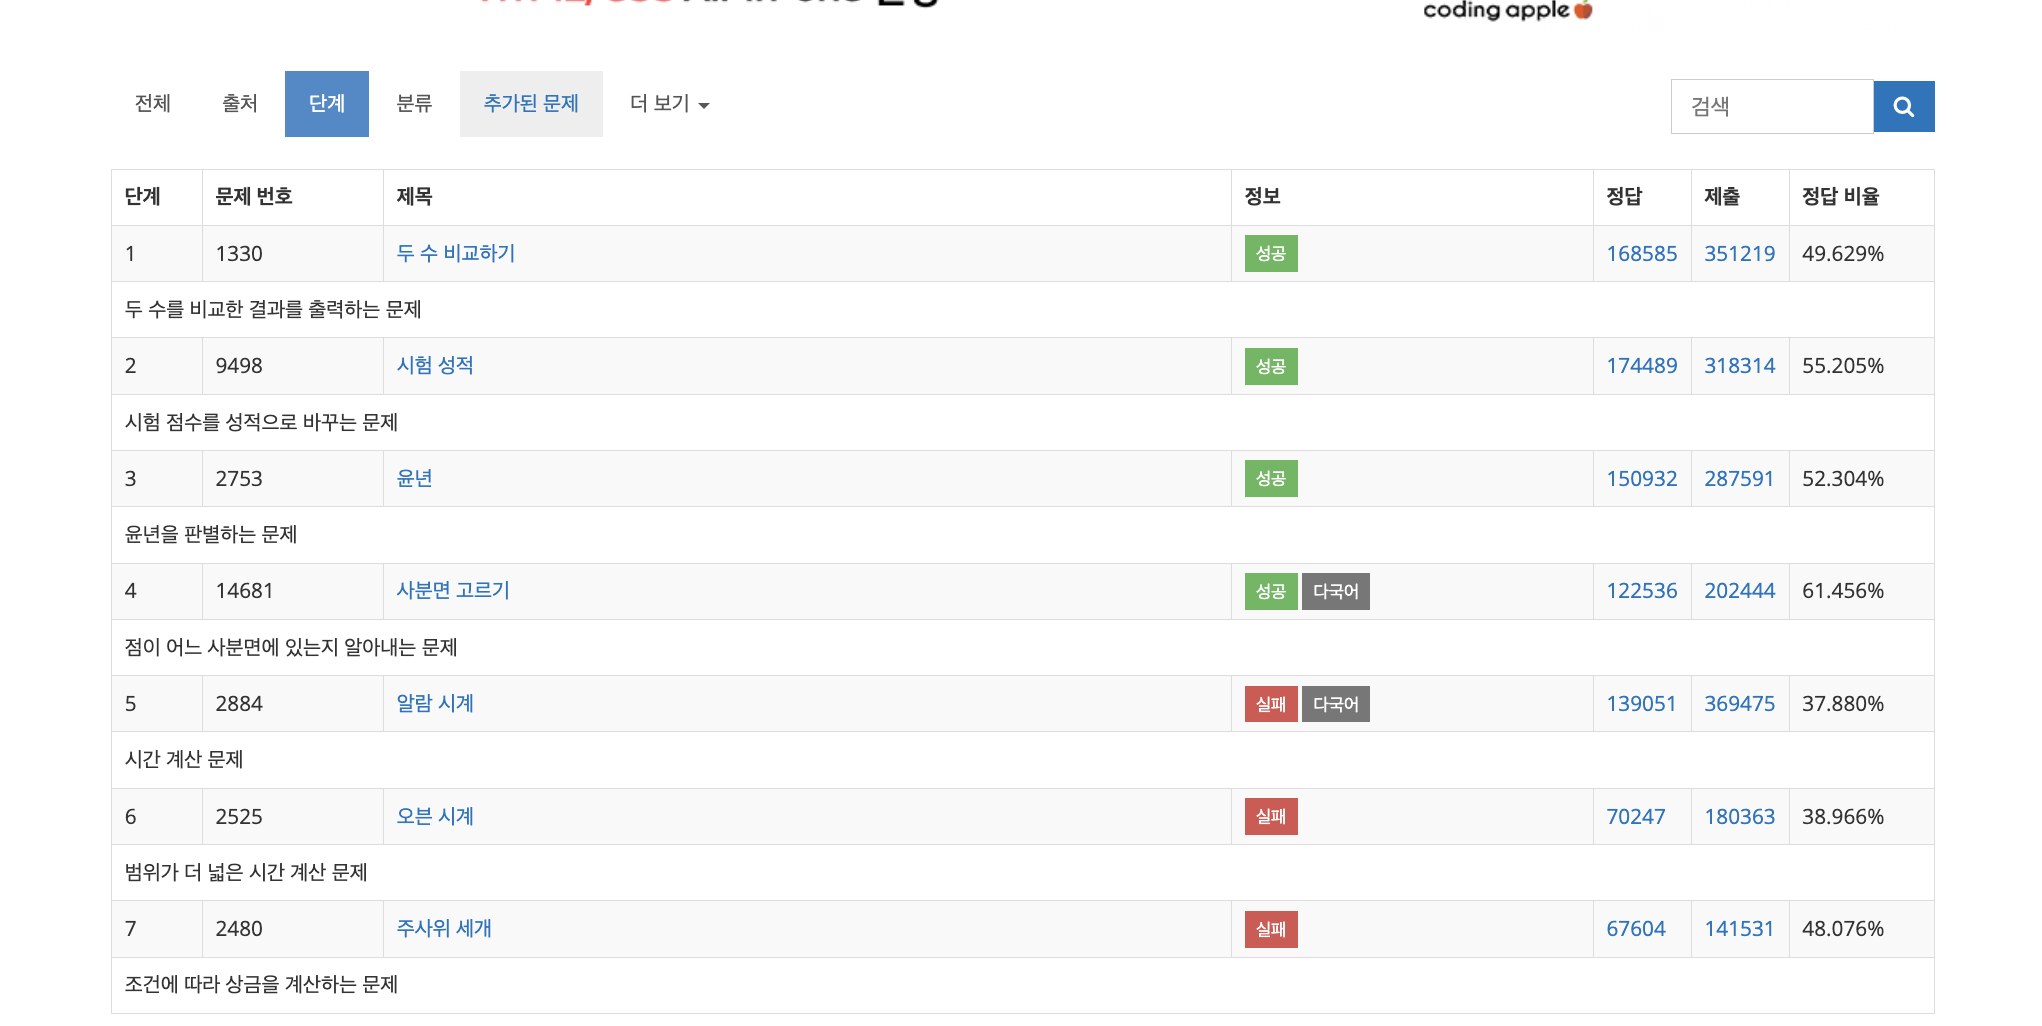 coding apple
전체 출처 단계 분류 추가된 문제 더 보기 검색
단계 문제 번호 제목 정보 정답 제출 정답 비율
1 1330 두 수 비교하기 성공 168585 351219 49.629%
두 수를 비교한 결과를 출력하는 문제
2 9498 시험 성적 성공 174489 318314 55.205%
시험 점수를 성적으로 바꾸는 문제
3 2753 윤년 성공 150932 287591 52.304%
윤년을 판별하는 문제
4 14681 사분면 고르기 성공 다국어 122536 202444 61.456%
점이 어느 사분면에 있는지 알아내는 문제
5 2884 알람 시계 실패 다국어 139051 369475 37.880%
시간 계산 문제
6 2525 오븐 시계 실패 70247 180363 38.966%
범위가 더 넓은 시간 계산 문제
7 2480 주사위 세개 실패 67604 141531 48.076%
조건에 따라 상금을 계산하는 문제